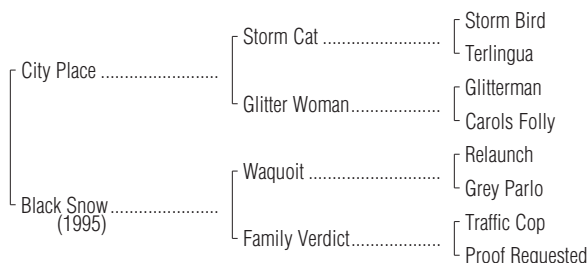 Storm Bird
Storm Cat ........................
Terlingua
City Place ................................
Glitterman
Glitter Woman ..................
Carols Folly
Relaunch
Waquoit ...........................
Grey Parlo
Black Snow .............................
(1995)
Traffic Cop
Family Verdict ..................
Proof Requested